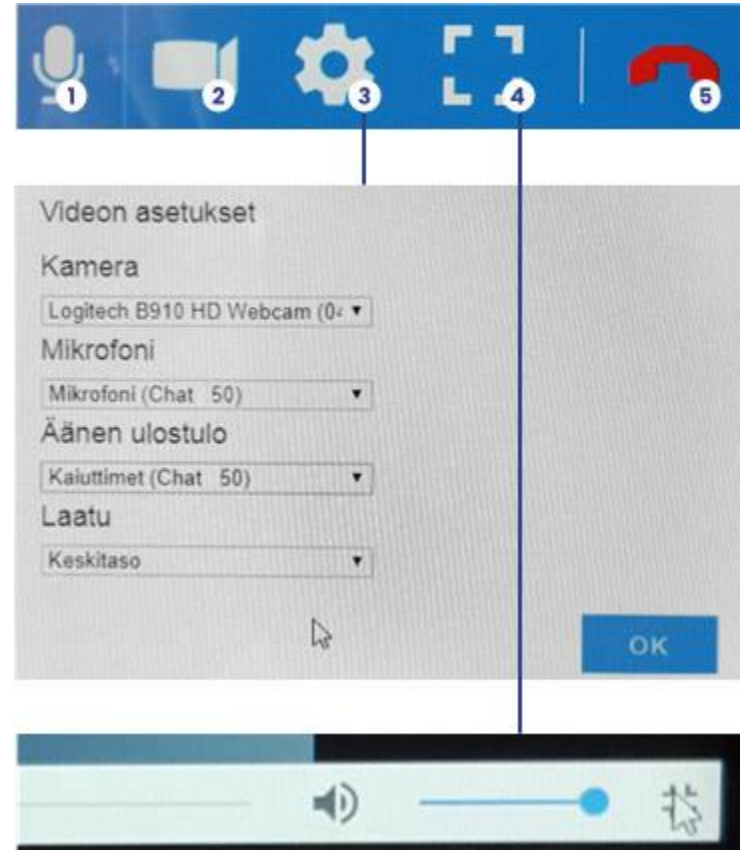 1 2 3 4 5
Videon asetukset
Kamera
Logitech B910 HD Webcam (04
Mikrofoni
Mikrofoni (Chat 50)
Äänen ulostulo
Kaiuttimet (Chat 50)
Laatu
Keskitaso
OK